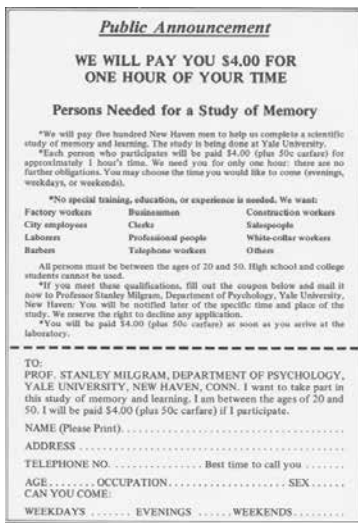 Public Announcement
WE WILL PAY YOU $4.00 FOR
ONE HOUR OF YOUR TIME
Persons Needed for a Study of Memory
*We will pay five hundred New Haven men to help us complete a scientific
study of memory and learning. The study is being done at Yale University.
*Each person who participates will be paid $4.00 (plus 50c carfare) for
approximately 1 hour's time. We need you for only one hour: there are no
further obligations. You may choose the time you would like to come (evenings,
weekdays, or weekends).
*No special training, education, or experience is needed. We want:
Factory workers Businessmen Construction workers
City employees Clerks Salespeople
Laborers Professional people White-collar workers
Barbers Telephone workers Others
All persons must be between the ages of 20 and 50. High school and college
students cannot be used.
*If you meet these qualifications, fill out the coupon below and mail it
now to Professor Stanley Milgram, Department of Psychology, Yale University,
New Haven. You will be notified later of the specific time and place of the
study. We reserve the right to decline any application.
*You will be paid $4.00 (plus 50c carfare) as soon as you arrive at the
laboratory.
TO:
PROF. STANLEY MILGRAM, DEPARTMENT OF PSYCHOLOGY,
YALE UNIVERSITY, NEW HAVEN, CONN. I want to take part in
this study of memory and learning. I am between the ages of 20 and
50. I will be paid $4.00 (plus 50c carfare) if I participate.
NAME (Please Print)
ADDRESS
TELEPHONE NO. Best time to call you
AGE OCCUPATION SEX
CAN YOU COME:
WEEKDAYS EVENINGS WEEKENDS